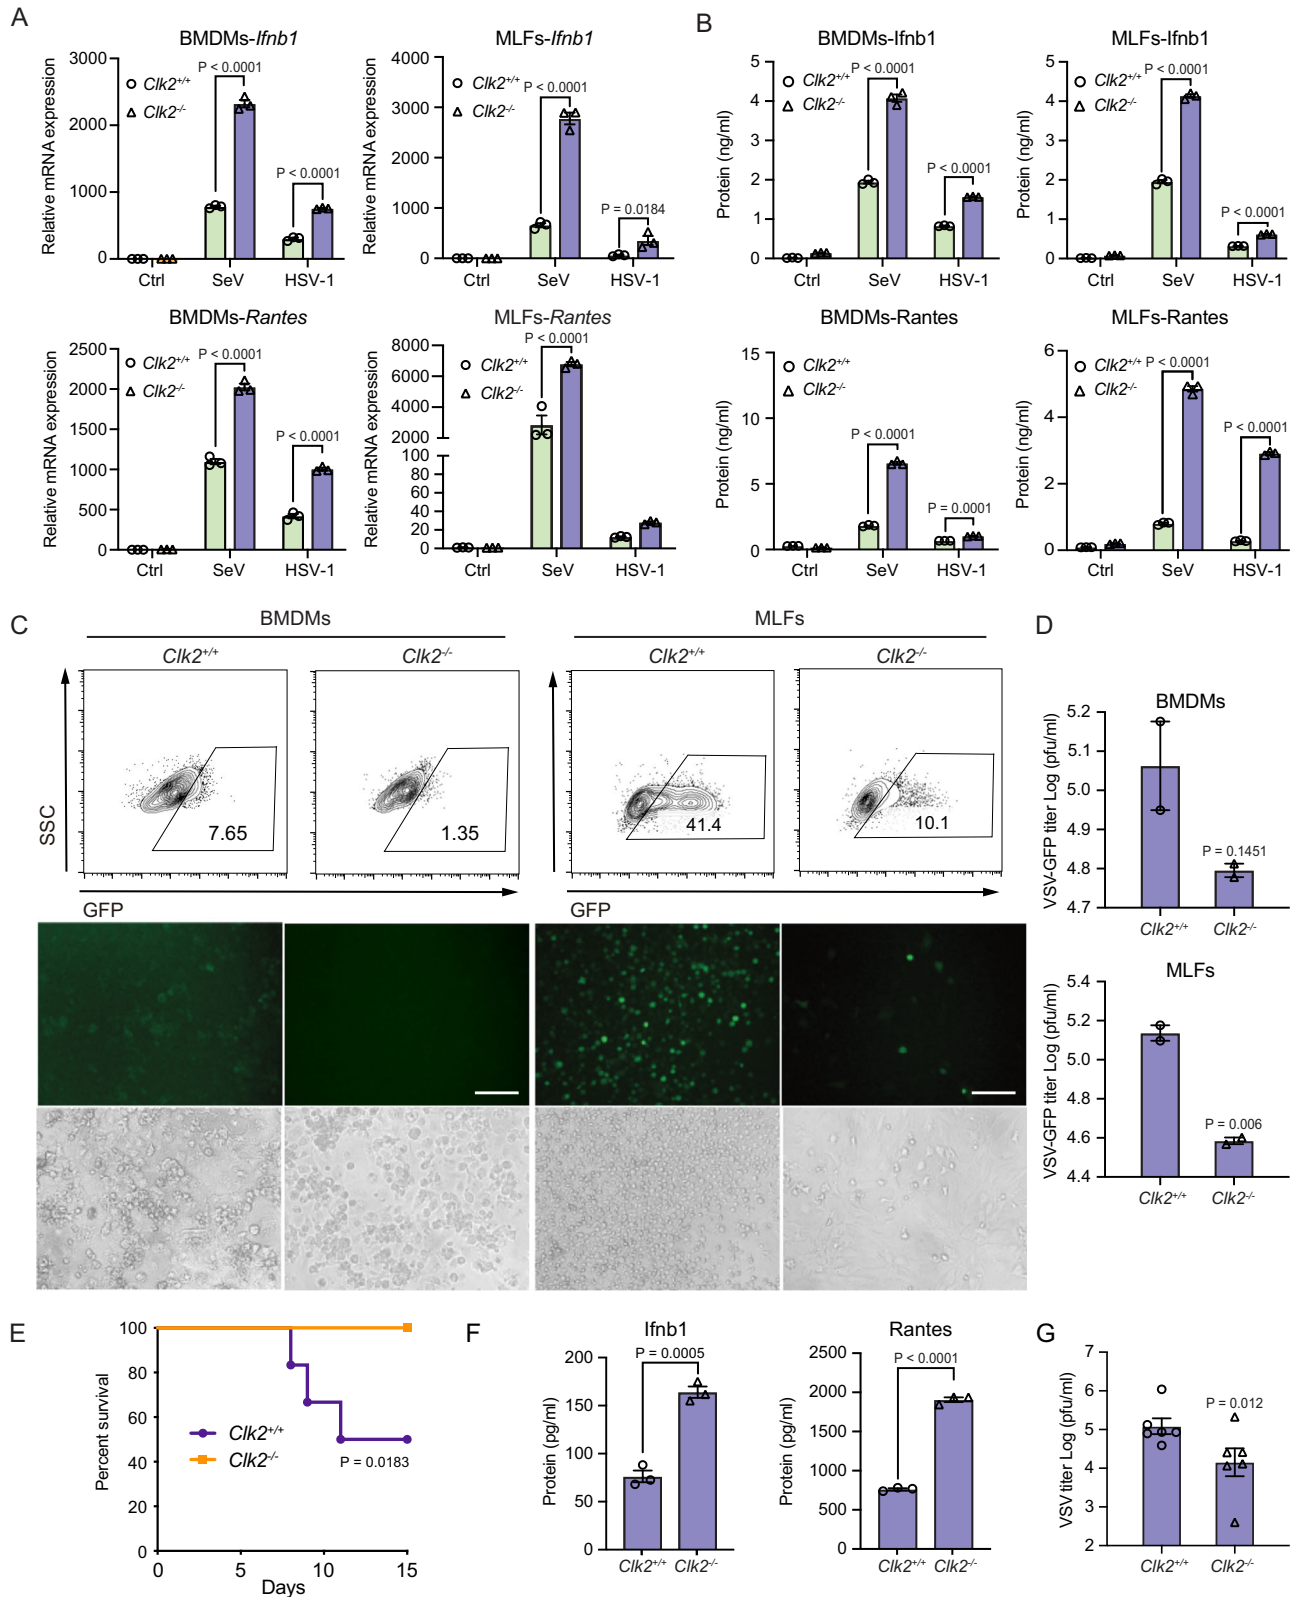 A
BMDMs-Ifnb1
Relative mRNA expression
3000
2000
1000
0
Clk2+/+
Clk2-/-
P < 0.0001
P < 0.0001
Ctrl
SeV
HSV-1
MLFs-Ifnb1
Relative mRNA expression
4000
3000
2000
1000
0
Clk2+/+
Clk2-/-
P < 0.0001
P = 0.0184
Ctrl
SeV
HSV-1
BMDMs-Rantes
Relative mRNA expression
2500
2000
1500
1000
500
0
Clk2+/+
Clk2-/-
P < 0.0001
P < 0.0001
Ctrl
SeV
HSV-1
MLFs-Rantes
Relative mRNA expression
8000
6000
4000
2000
100
80
60
40
20
0
Clk2+/+
Clk2-/-
P < 0.0001
Ctrl
SeV
HSV-1
B
BMDMs-Ifnb1
Protein (ng/ml)
5
4
3
2
1
0
Clk2+/+
Clk2-/-
P < 0.0001
P < 0.0001
Ctrl
SeV
HSV-1
MLFs-Ifnb1
Protein (ng/ml)
5
4
3
2
1
0
Clk2+/+
Clk2-/-
P < 0.0001
P < 0.0001
Ctrl
SeV
HSV-1
BMDMs-Rantes
Protein (ng/ml)
15
10
5
0
Clk2+/+
Clk2-/-
P < 0.0001
P = 0.0001
Ctrl
SeV
HSV-1
MLFs-Rantes
Protein (ng/ml)
6
4
2
0
Clk2+/+
Clk2-/-
P < 0.0001
P < 0.0001
Ctrl
SeV
HSV-1
C
BMDMs
MLFs
Clk2+/+
Clk2-/-
Clk2+/+
Clk2-/-
SSC
7.65
1.35
41.4
10.1
GFP
GFP
D
BMDMs
VSV-GFP titer Log (pfu/ml)
5.2
5.1
5.0
4.9
4.8
4.7
P = 0.1451
Clk2+/+
Clk2-/-
MLFs
VSV-GFP titer Log (pfu/ml)
5.4
5.2
5.0
4.8
4.6
4.4
P = 0.006
Clk2+/+
Clk2-/-
E
Percent survival
100
80
60
40
20
0
Clk2+/+
Clk2-/-
P = 0.0183
0
5
10
15
Days
F
Ifnb1
Protein (pg/ml)
200
150
100
50
0
P = 0.0005
Clk2+/+
Clk2-/-
Rantes
Protein (pg/ml)
2500
2000
1500
1000
500
0
P < 0.0001
Clk2+/+
Clk2-/-
G
VSV titer Log (pfu/ml)
7
6
5
4
3
2
P = 0.012
Clk2+/+
Clk2-/-